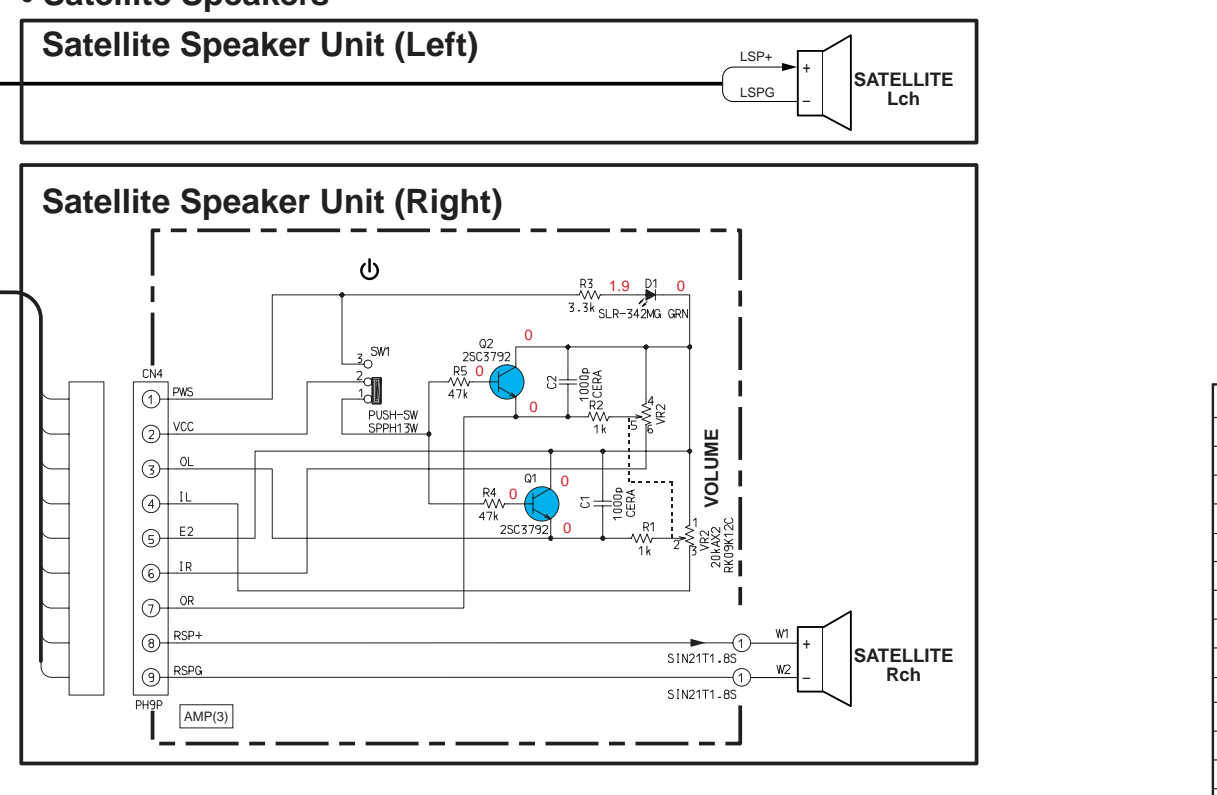 • Satellite Speakers
Satellite Speaker Unit (Left)
LSP+
LSPG
+
–
SATELLITE
Lch
Satellite Speaker Unit (Right)
R3
1.9
D1
0
3.3k
SLR-342MG GRN
0
Q2
2SC3792
SW1
3
2
1
PUSH-SW
SPPH13W
R5
0
47k
0
C2
1000p
CERA
R2
1k
4
5
6
VR2
CN4
1
PWS
2
VCC
3
OL
4
IL
5
E2
6
IR
7
OR
8
RSP+
9
RSPG
PH9P
AMP(3)
Q1
0
R4
0
47k
2SC3792
0
C1
1000p
CERA
R1
1k
1
2
3
VR2
20kAX2
RK09K12C
VOLUME
1
W1
SIN21T1.8S
1
W2
SIN21T1.8S
+
–
SATELLITE
Rch